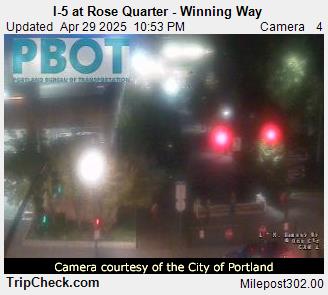 I-5 at Rose Quarter - Winning Way
Updated Apr 29 2025 10:53 PM Camera 4
PBOT
PORTLAND BUREAU OF TRANSPORTATION
Camera courtesy of the City of Portland
TripCheck.com Milepost302.00